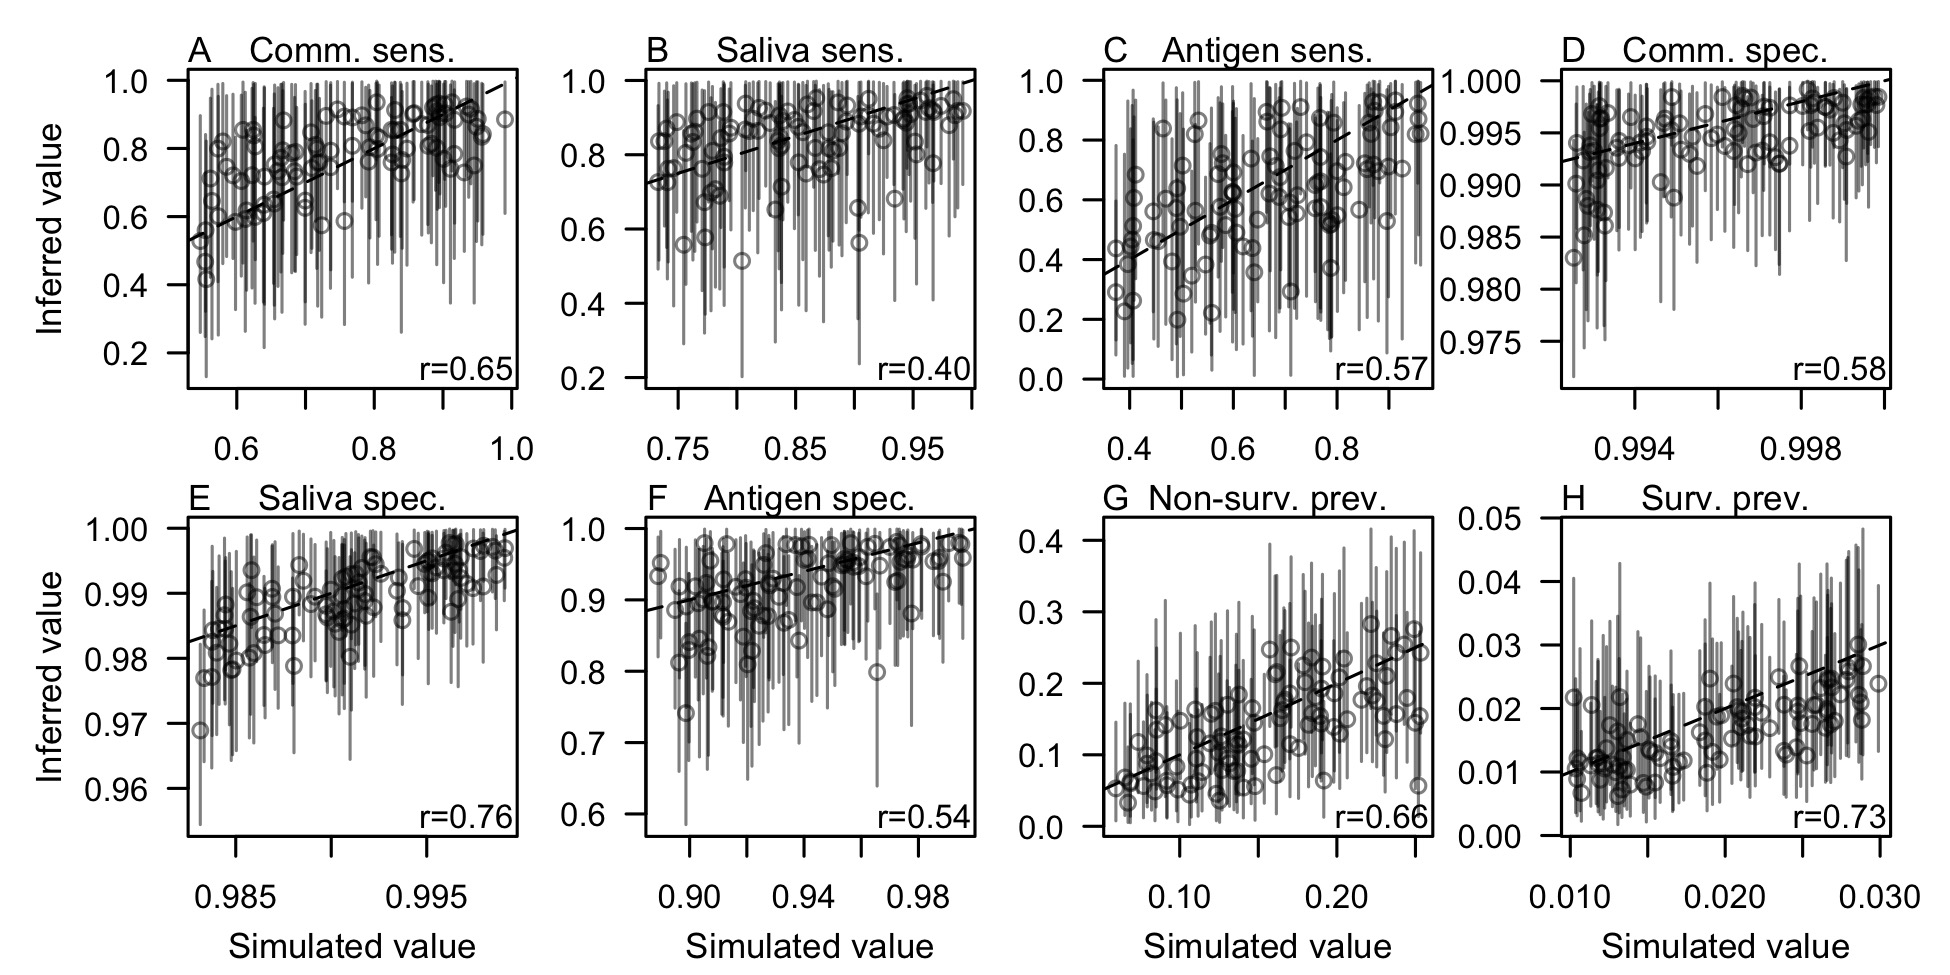 A Comm. sens.
B Saliva sens.
C Antigen sens.
D Comm. spec.
Inferred value
1.0
0.8
0.6
0.4
0.2
r=0.65
0.6 0.8 1.0
1.0
0.8
0.6
0.4
0.2
r=0.40
0.75 0.85 0.95
1.0
0.8
0.6
0.4
0.2
0.0
r=0.57
0.4 0.6 0.8
1.000
0.995
0.990
0.985
0.980
0.975
r=0.58
0.994 0.998
E Saliva spec.
F Antigen spec.
G Non-surv. prev.
H Surv. prev.
Inferred value
1.00
0.99
0.98
0.97
0.96
r=0.76
0.985 0.995
Simulated value
1.0
0.9
0.8
0.7
0.6
r=0.54
0.90 0.94 0.98
Simulated value
0.4
0.3
0.2
0.1
0.0
r=0.66
0.10 0.20
Simulated value
0.05
0.04
0.03
0.02
0.01
0.00
r=0.73
0.010 0.020 0.030
Simulated value